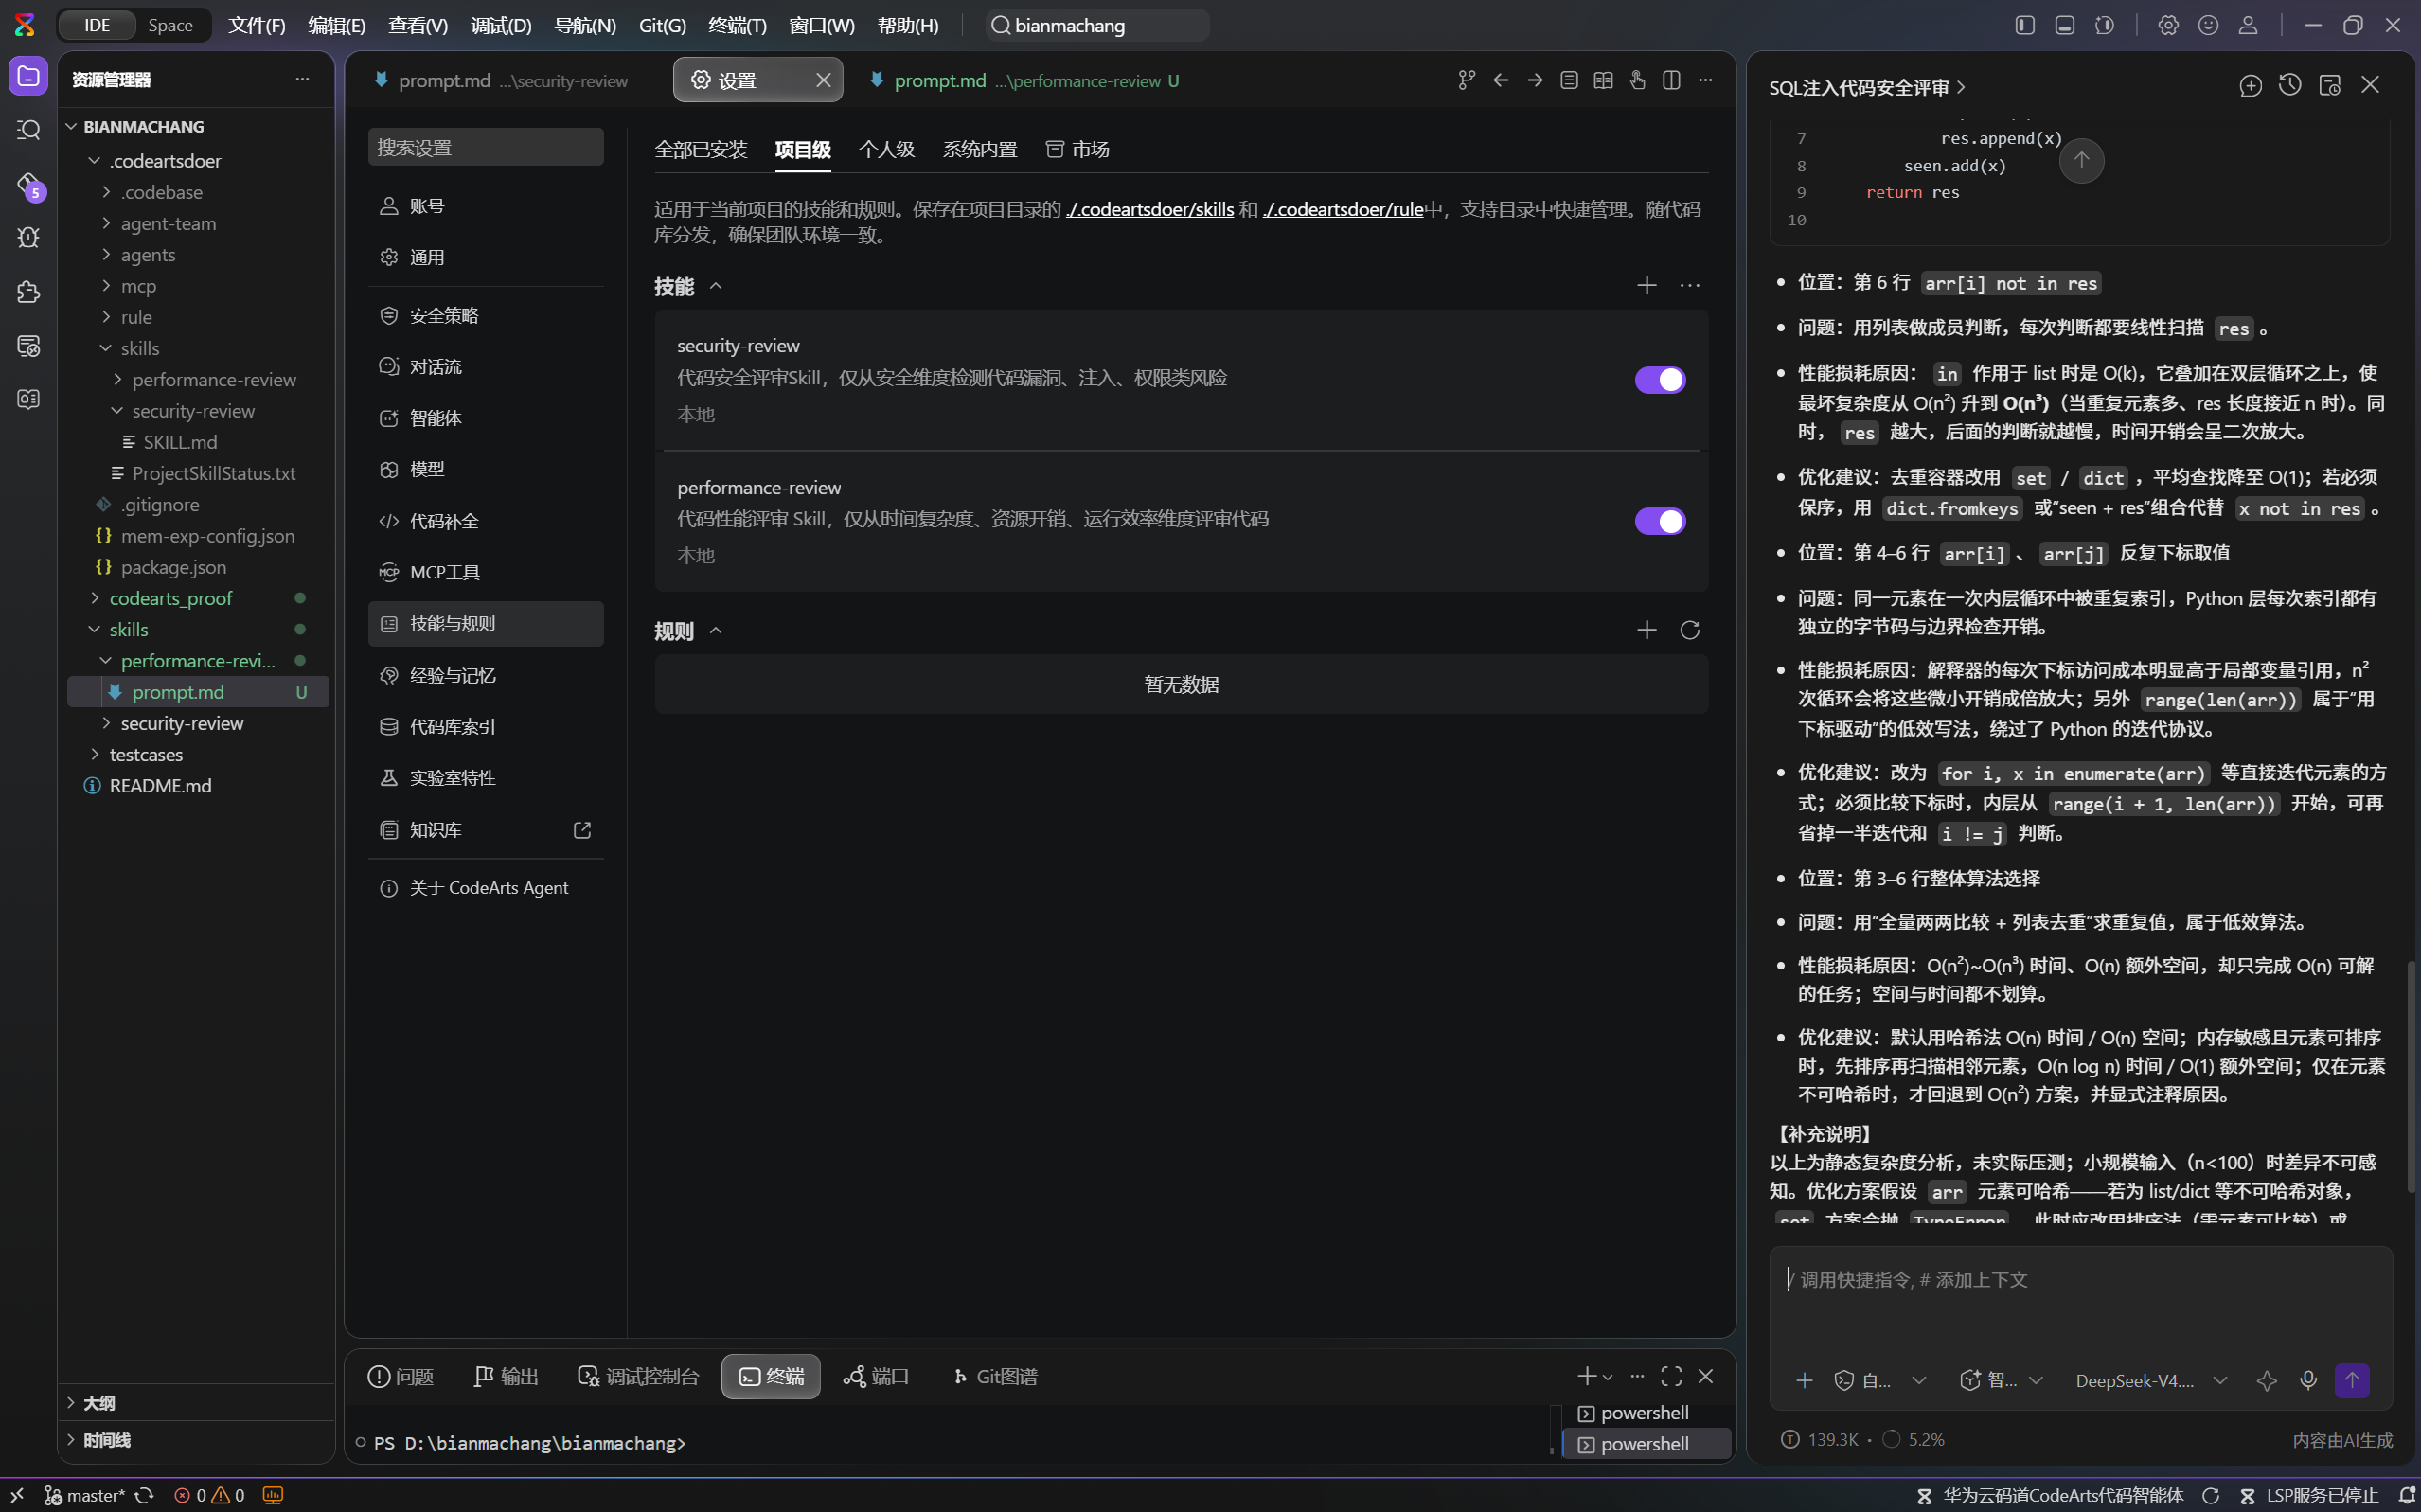 IDE Space 文件(F) 编辑(E) 查看(V) 调试(D) 导航(N) Git(G) 终端(T) 窗口(W) 帮助(H) bianmachang
资源管理器 ···
BIANMACHANG
.codeartsdoer
.codebase
agent-team
agents
mcp
rule
skills
performance-review
security-review
SKILL.md
ProjectSkillStatus.txt
.gitignore
{} mem-exp-config.json
{} package.json
codearts_proof
skills
performance-revi...
prompt.md U
security-review
testcases
README.md
大纲
时间线
5
prompt.md ...\security-review
设置
prompt.md ...\performance-review U
搜索设置
账号
通用
安全策略
对话流
智能体
模型
代码补全
MCP工具
技能与规则
经验与记忆
代码库索引
实验室特性
知识库
关于 CodeArts Agent
全部已安装 项目级 个人级 系统内置 市场
适用于当前项目的技能和规则。保存在项目目录的 ./.codeartsdoer/skills 和 ./.codeartsdoer/rule中，支持目录中快捷管理。随代码
库分发，确保团队环境一致。
技能
security-review
代码安全评审Skill，仅从安全维度检测代码漏洞、注入、权限类风险
本地
performance-review
代码性能评审 Skill，仅从时间复杂度、资源开销、运行效率维度评审代码
本地
规则
暂无数据
问题 输出 调试控制台 终端 端口 Git图谱
PS D:\bianmachang\bianmachang>
powershell
powershell
SQL注入代码安全评审
7 res.append(x)
8 seen.add(x)
9 return res
10
位置：第 6 行 arr[i] not in res
问题：用列表做成员判断，每次判断都要线性扫描 res 。
性能损耗原因： in 作用于 list 时是 O(k)，它叠加在双层循环之上，使
最坏复杂度从 O(n²) 升到 O(n³)（当重复元素多、res 长度接近 n 时）。同
时， res 越大，后面的判断就越慢，时间开销会呈二次放大。
优化建议：去重容器改用 set / dict ，平均查找降至 O(1)；若必须
保序，用 dict.fromkeys 或“seen + res”组合代替 x not in res 。
位置：第 4–6 行 arr[i] 、 arr[j] 反复下标取值
问题：同一元素在一次内层循环中被重复索引，Python 层每次索引都有
独立的字节码与边界检查开销。
性能损耗原因：解释器的每次下标访问成本明显高于局部变量引用，n²
次循环会将这些微小开销成倍放大；另外 range(len(arr)) 属于“用
下标驱动”的低效写法，绕过了 Python 的迭代协议。
优化建议：改为 for i, x in enumerate(arr) 等直接迭代元素的方
式；必须比较下标时，内层从 range(i + 1, len(arr)) 开始，可再
省掉一半迭代和 i != j 判断。
位置：第 3–6 行整体算法选择
问题：用“全量两两比较 + 列表去重”求重复值，属于低效算法。
性能损耗原因：O(n²)~O(n³) 时间、O(n) 额外空间，却只完成 O(n) 可解
的任务；空间与时间都不划算。
优化建议：默认用哈希法 O(n) 时间 / O(n) 空间；内存敏感且元素可排序
时，先排序再扫描相邻元素，O(n log n) 时间 / O(1) 额外空间；仅在元素
不可哈希时，才回退到 O(n²) 方案，并显式注释原因。
【补充说明】
以上为静态复杂度分析，未实际压测；小规模输入（n<100）时差异不可感
知。优化方案假设 arr 元素可哈希——若为 list/dict 等不可哈希对象，
set 方案会抛 TypeError ，此时应改用排序法（需元素可比较）或
/ 调用快捷指令, # 添加上下文
自... 智... DeepSeek-V4....
139.3K · 5.2% 内容由AI生成
master* 0 0 华为云码道CodeArts代码智能体 LSP服务已停止